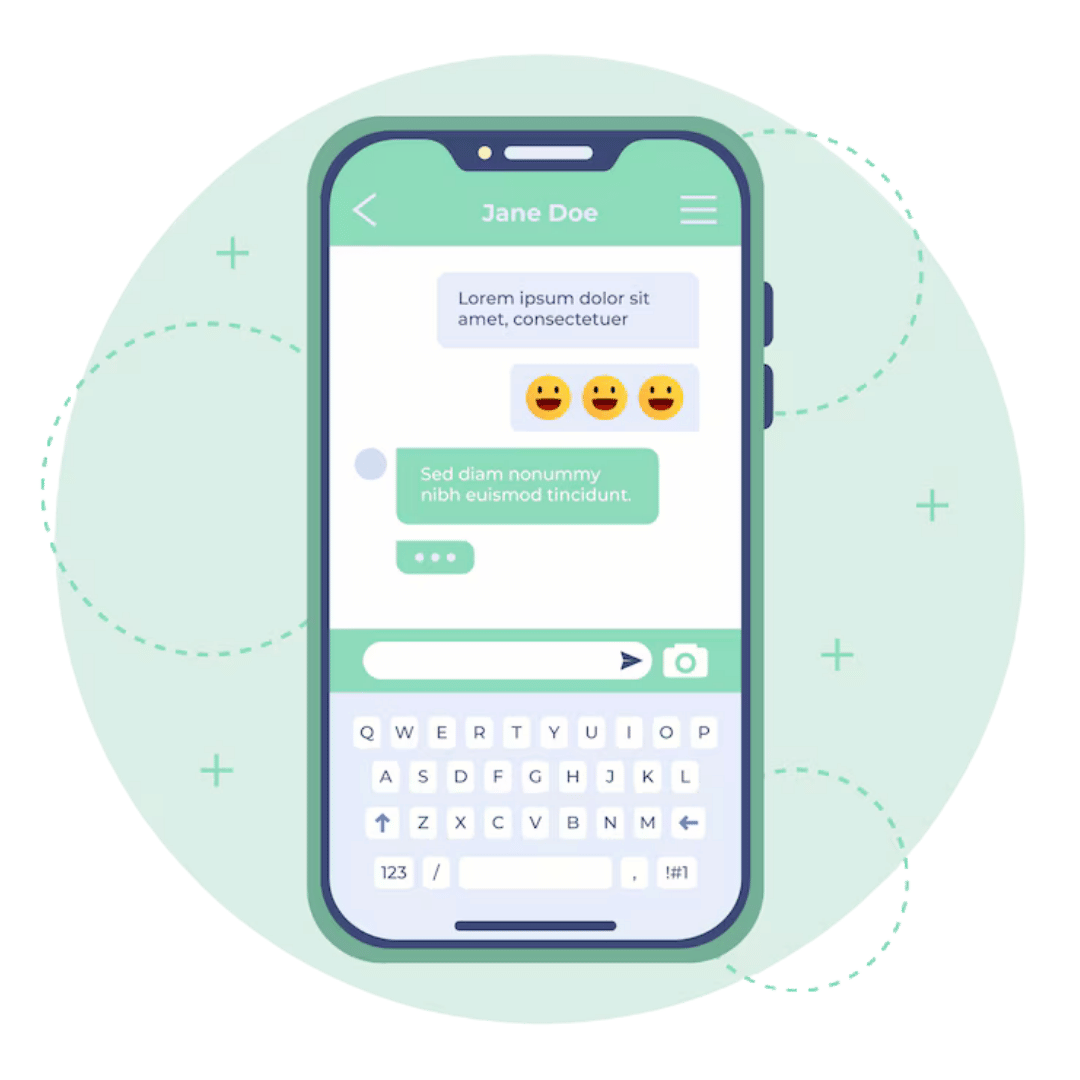 Jane Doe
Lorem ipsum dolor sit
amet, consectetuer
Sed diam nonummy
nibh euismod tincidunt.
Q W E R T Y U I O P
A S D F G H J K L
Z X C V B N M
123 / , !#1